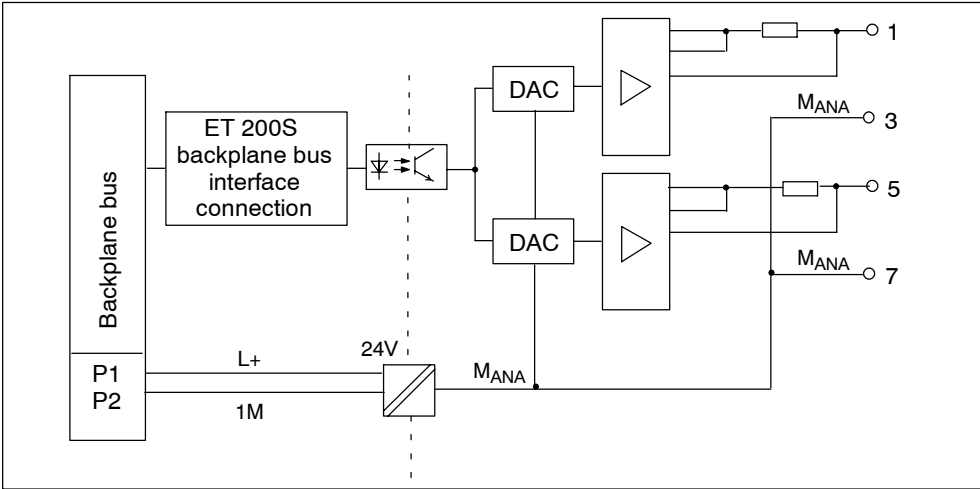 Backplane bus
P1
P2
ET 200S
backplane bus
interface
connection
L+
1M
24V
DAC
DAC
MANA
1
MANA
3
5
MANA
7